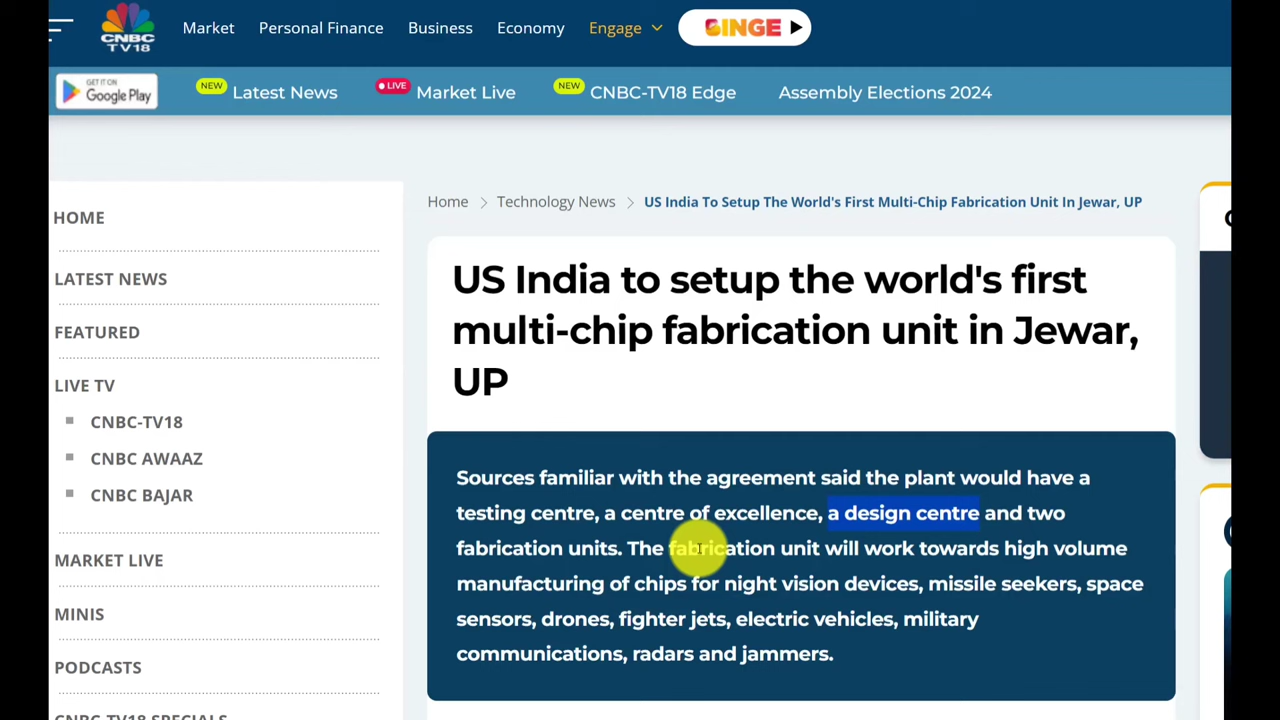 CNBC
TV18
Market
Personal Finance
Business
Economy
Engage
BINGE
GET IT ON
Google Play
NEW
Latest News
LIVE
Market Live
NEW
CNBC-TV18 Edge
Assembly Elections 2024
HOME
LATEST NEWS
FEATURED
LIVE TV
CNBC-TV18
CNBC AWAAZ
CNBC BAJAR
MARKET LIVE
MINIS
PODCASTS
CNBC TV18 SPECIALS
Home > Technology News > US India To Setup The World's First Multi-Chip Fabrication Unit In Jewar, UP
US India to setup the world's first
multi-chip fabrication unit in Jewar,
UP
Sources familiar with the agreement said the plant would have a
testing centre, a centre of excellence, a design centre and two
fabrication units. The fabrication unit will work towards high volume
manufacturing of chips for night vision devices, missile seekers, space
sensors, drones, fighter jets, electric vehicles, military
communications, radars and jammers.